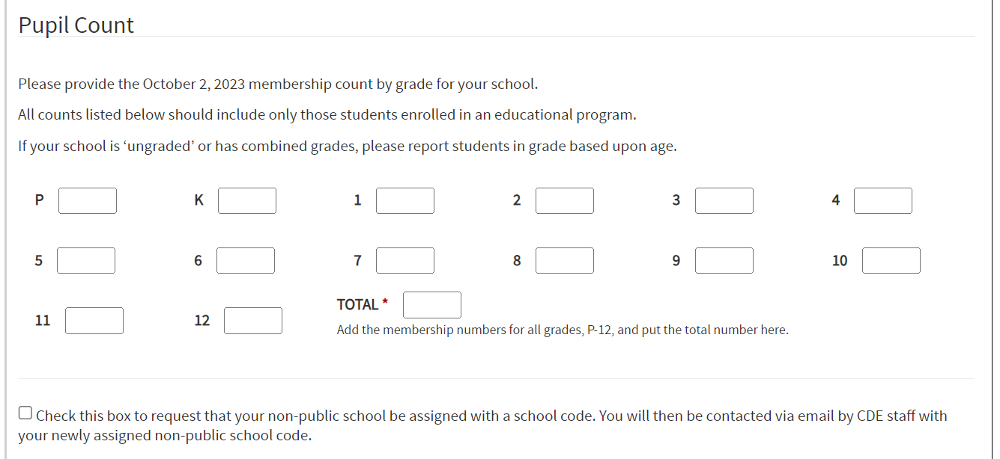 Pupil Count
Please provide the October 2, 2023 membership count by grade for your school.
All counts listed below should include only those students enrolled in an educational program.
If your school is ‘ungraded’ or has combined grades, please report students in grade based upon age.
P K 1 2 3 4
5 6 7 8 9 10
11 12 TOTAL *
Add the membership numbers for all grades, P-12, and put the total number here.
Check this box to request that your non-public school be assigned with a school code. You will then be contacted via email by CDE staff with
your newly assigned non-public school code.